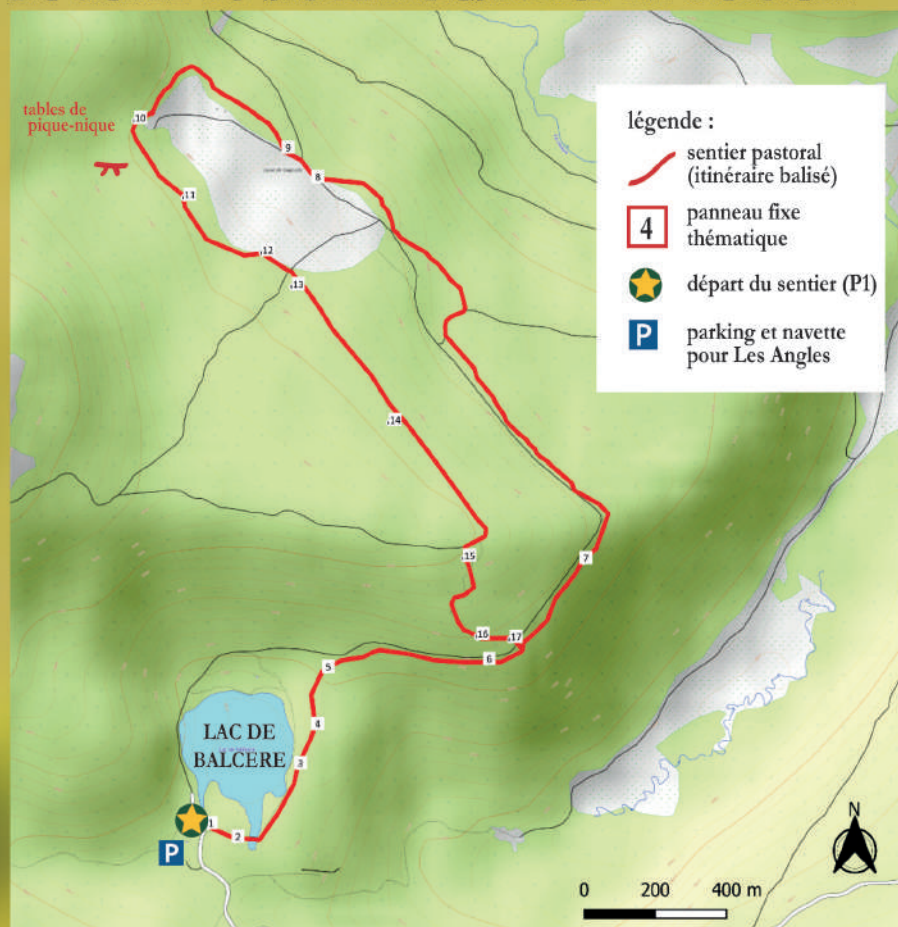 tables de
pique-nique
légende :
sentier pastoral
(itinéraire balisé)
4
panneau fixe
thématique
départ du sentier (P1)
P
parking et navette
pour Les Angles
10
9
8
11
12
13
14
15
7
16
17
6
5
4
3
LAC DE
BALCÈRE
1
2
P
N
0 200 400 m